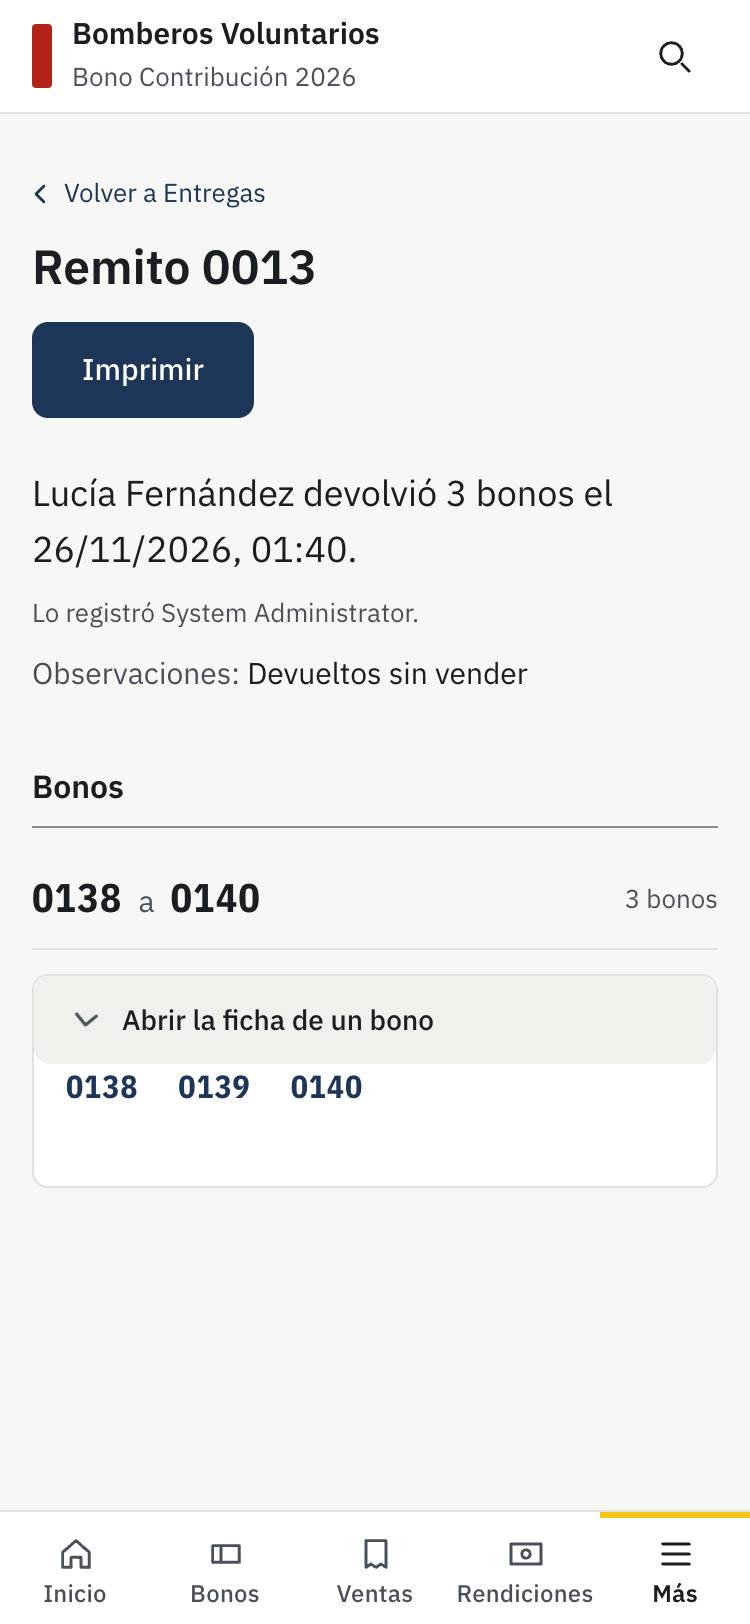 Bomberos Voluntarios
Bono Contribución 2026
Volver a Entregas
Remito 0013
Imprimir
Lucía Fernández devolvió 3 bonos el
26/11/2026, 01:40.
Lo registró System Administrator.
Observaciones: Devueltos sin vender
Bonos
0138 a 0140
3 bonos
Abrir la ficha de un bono
0138 0139 0140
Inicio
Bonos
Ventas
Rendiciones
Más